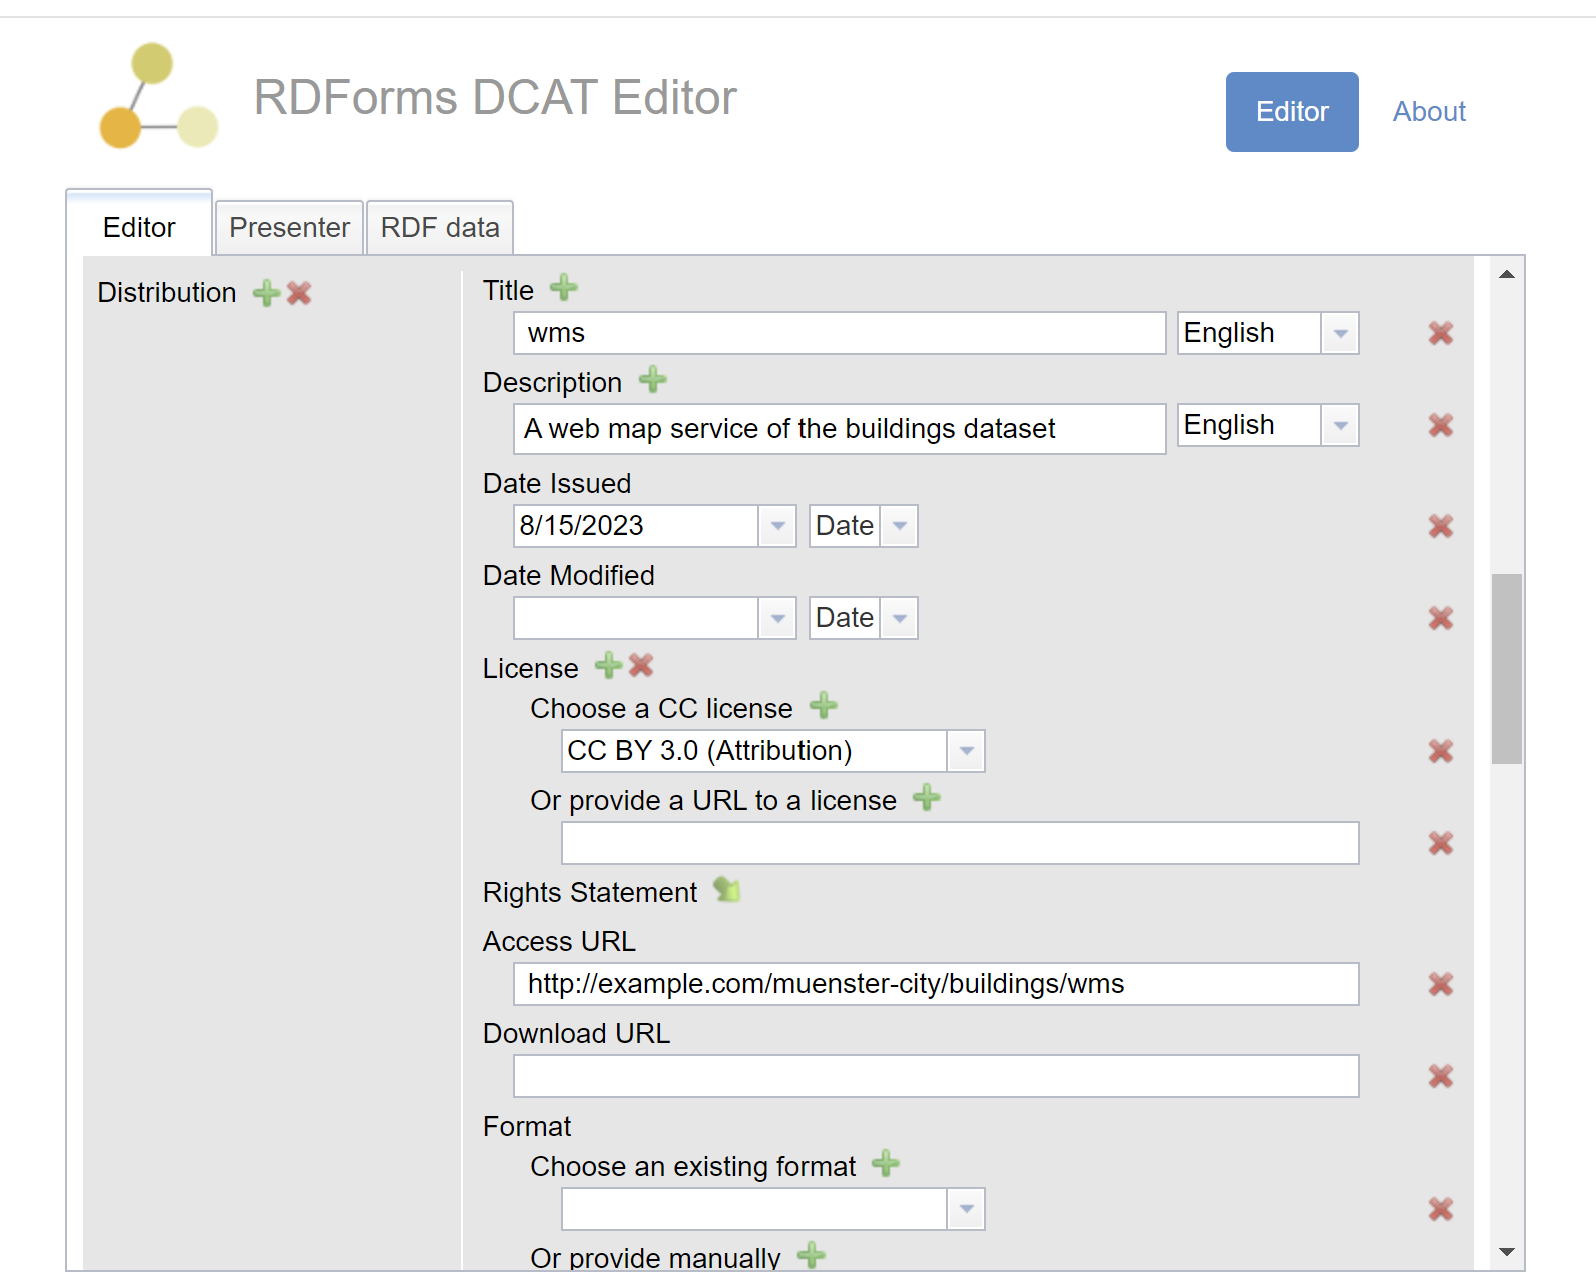 RDForms DCAT Editor
Editor About
Editor Presenter RDF data
Distribution
Title
wms English
Description
A web map service of the buildings dataset English
Date Issued
8/15/2023 Date
Date Modified
Date
License
Choose a CC license
CC BY 3.0 (Attribution)
Or provide a URL to a license
Rights Statement
Access URL
http://example.com/muenster-city/buildings/wms
Download URL
Format
Choose an existing format
Or provide manually